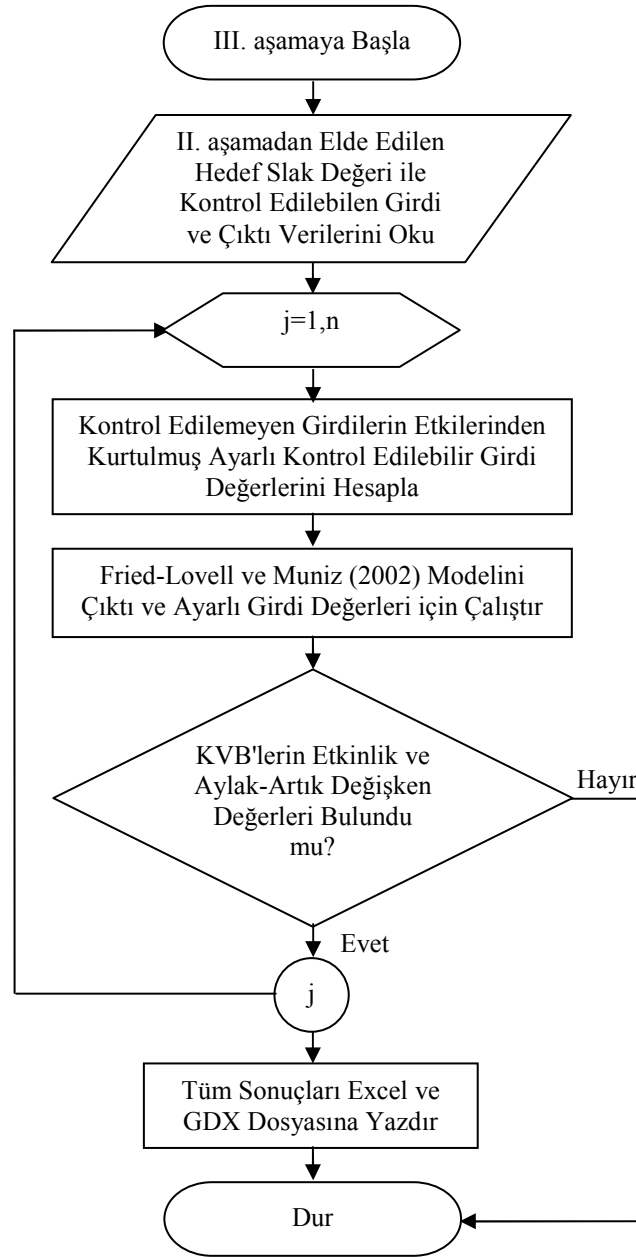 III. aşamaya Başla
II. aşamadan Elde Edilen
Hedef Slak Değeri ile
Kontrol Edilebilen Girdi
ve Çıktı Verilerini Oku
j=1,n
Kontrol Edilemeyen Girdilerin Etkilerinden
Kurtulmuş Ayarlı Kontrol Edilebilir Girdi
Değerlerini Hesapla
Fried-Lovell ve Muniz (2002) Modelini
Çıktı ve Ayarlı Girdi Değerleri için Çalıştır
KVB'lerin Etkinlik ve
Aylak-Artık Değişken
Değerleri Bulundu
mu?
Hayır
Evet
j
Tüm Sonuçları Excel ve
GDX Dosyasına Yazdır
Dur